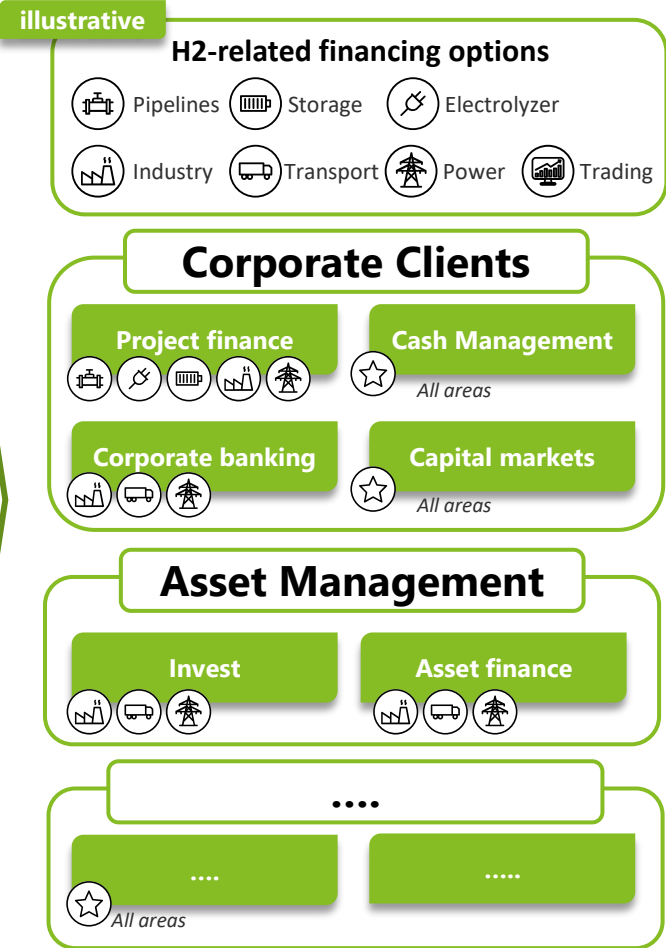 illustrative
H2-related financing options
Pipelines Storage Electrolyzer
Industry Transport Power Trading
Corporate Clients
Project finance Cash Management
All areas
Corporate banking Capital markets
All areas
Asset Management
Invest Asset finance
....
.... .....
All areas